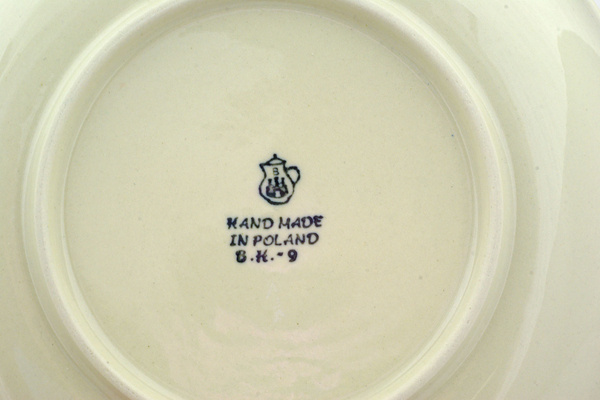 B
HAND MADE
IN POLAND
B.K.-9